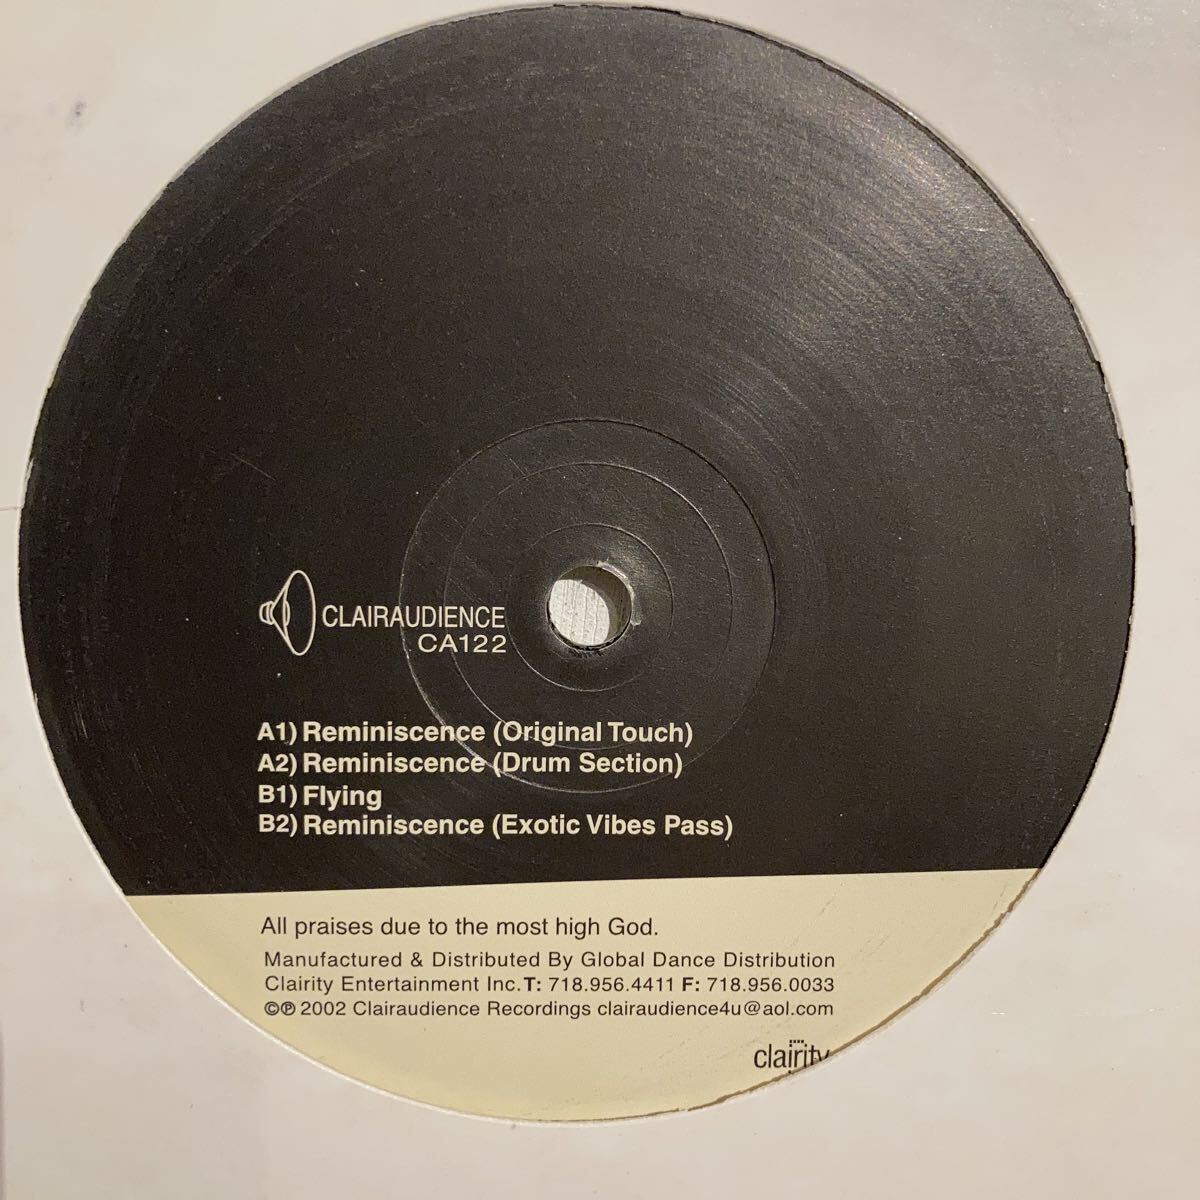 CLAIRAUDIENCE
CA122
A1) Reminiscence (Original Touch)
A2) Reminiscence (Drum Section)
B1) Flying
B2) Reminiscence (Exotic Vibes Pass)
All praises due to the most high God.
Manufactured & Distributed By Global Dance Distribution
Clairity Entertainment Inc. T: 718.956.4411 F: 718.956.0033
©℗ 2002 Clairaudience Recordings clairaudience4u@aol.com
clairity